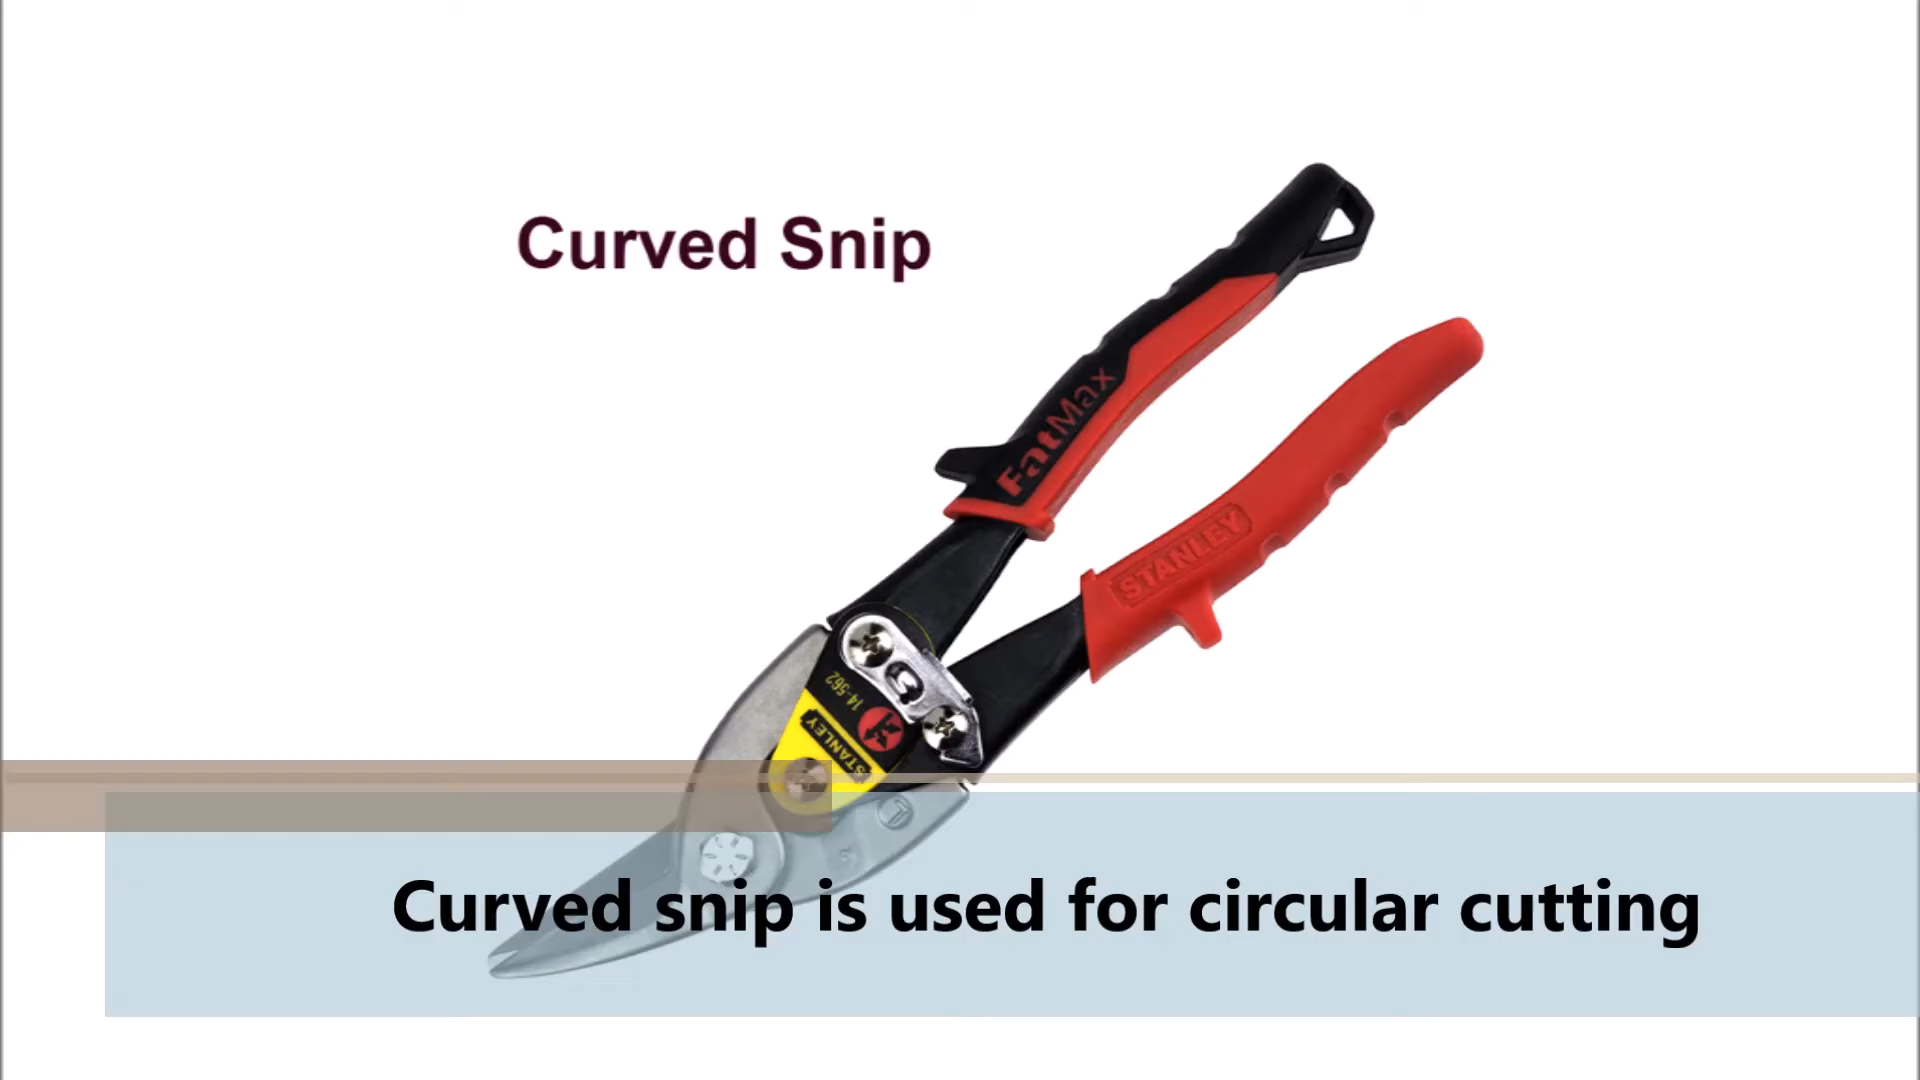 Curved Snip
FatMax
STANLEY
14-562
STANLEY
L
Curved snip is used for circular cutting